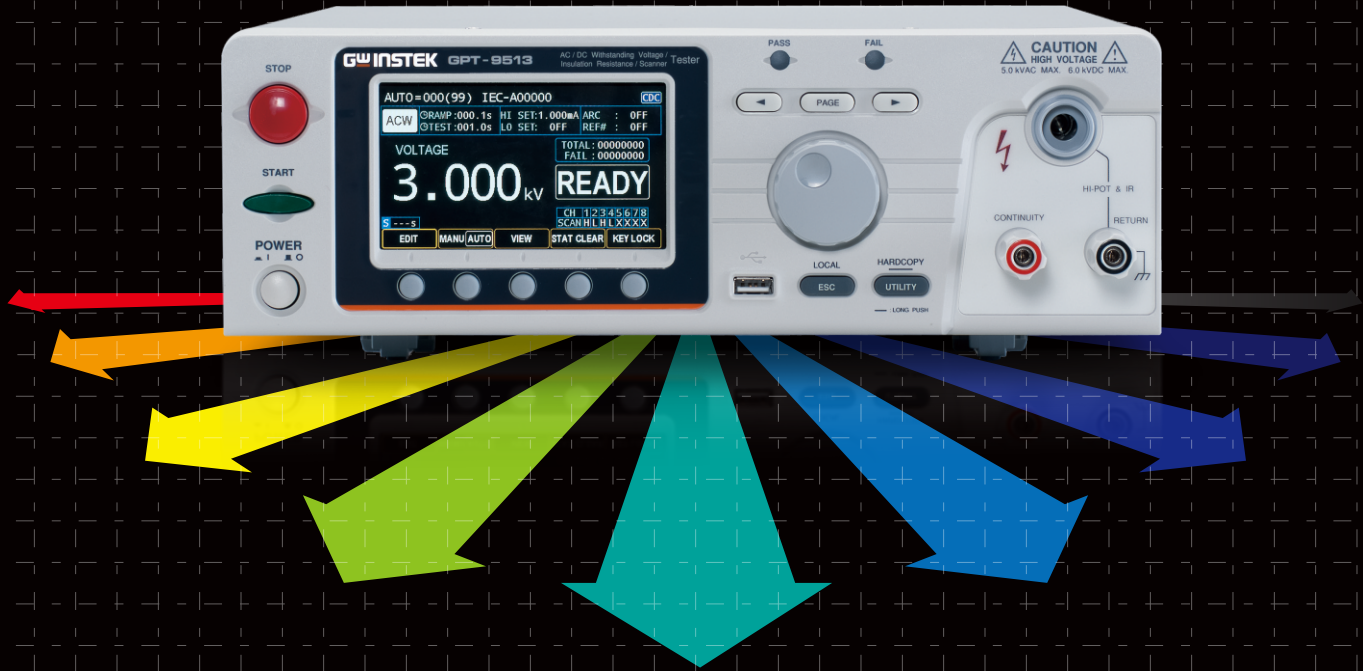 STOP
START
POWER
I O
GWINSTEK GPT-9513
AC / DC Withstanding Voltage /
Insulation Resistance / Scanner Tester
AUTO=000(99) IEC-A00000 CDC
ACW
RAMP:000.1s HI SET:1.000mA ARC : OFF
TEST:001.0s LO SET: OFF REF# : OFF
VOLTAGE
TOTAL:00000000
FAIL :00000000
3.000kV
READY
S ---s
CH 12345678
SCAN HLHLXXXX
EDIT MANU AUTO VIEW STAT CLEAR KEY LOCK
PASS FAIL
PAGE
LOCAL
ESC
HARDCOPY
UTILITY
: LONG PUSH
CAUTION
HIGH VOLTAGE
5.0 kVAC MAX. 6.0 kVDC MAX.
HI-POT & IR
CONTINUITY
RETURN